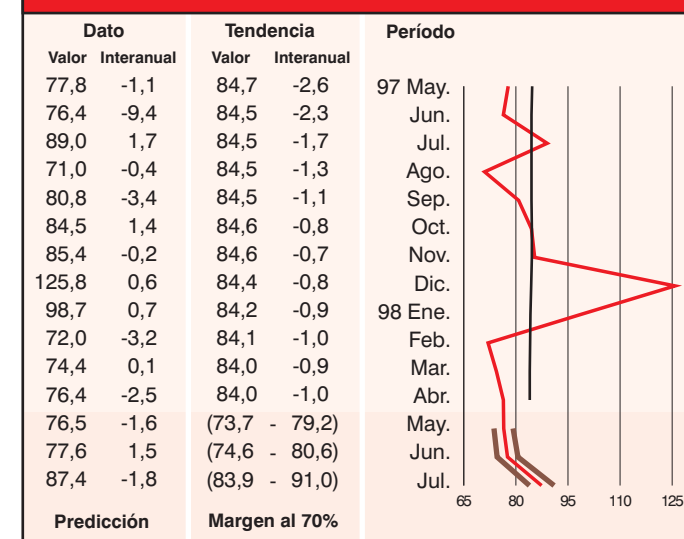 Dato Tendencia Período
Valor Interanual Valor Interanual
77,8 -1,1 84,7 -2,6 97 May.
76,4 -9,4 84,5 -2,3 Jun.
89,0 1,7 84,5 -1,7 Jul.
71,0 -0,4 84,5 -1,3 Ago.
80,8 -3,4 84,5 -1,1 Sep.
84,5 1,4 84,6 -0,8 Oct.
85,4 -0,2 84,6 -0,7 Nov.
125,8 0,6 84,4 -0,8 Dic.
98,7 0,7 84,2 -0,9 98 Ene.
72,0 -3,2 84,1 -1,0 Feb.
74,4 0,1 84,0 -0,9 Mar.
76,4 -2,5 84,0 -1,0 Abr.
76,5 -1,6 (73,7 - 79,2) May.
77,6 1,5 (74,6 - 80,6) Jun.
87,4 -1,8 (83,9 - 91,0) Jul.
65 80 95 110 125
Predicción Margen al 70%